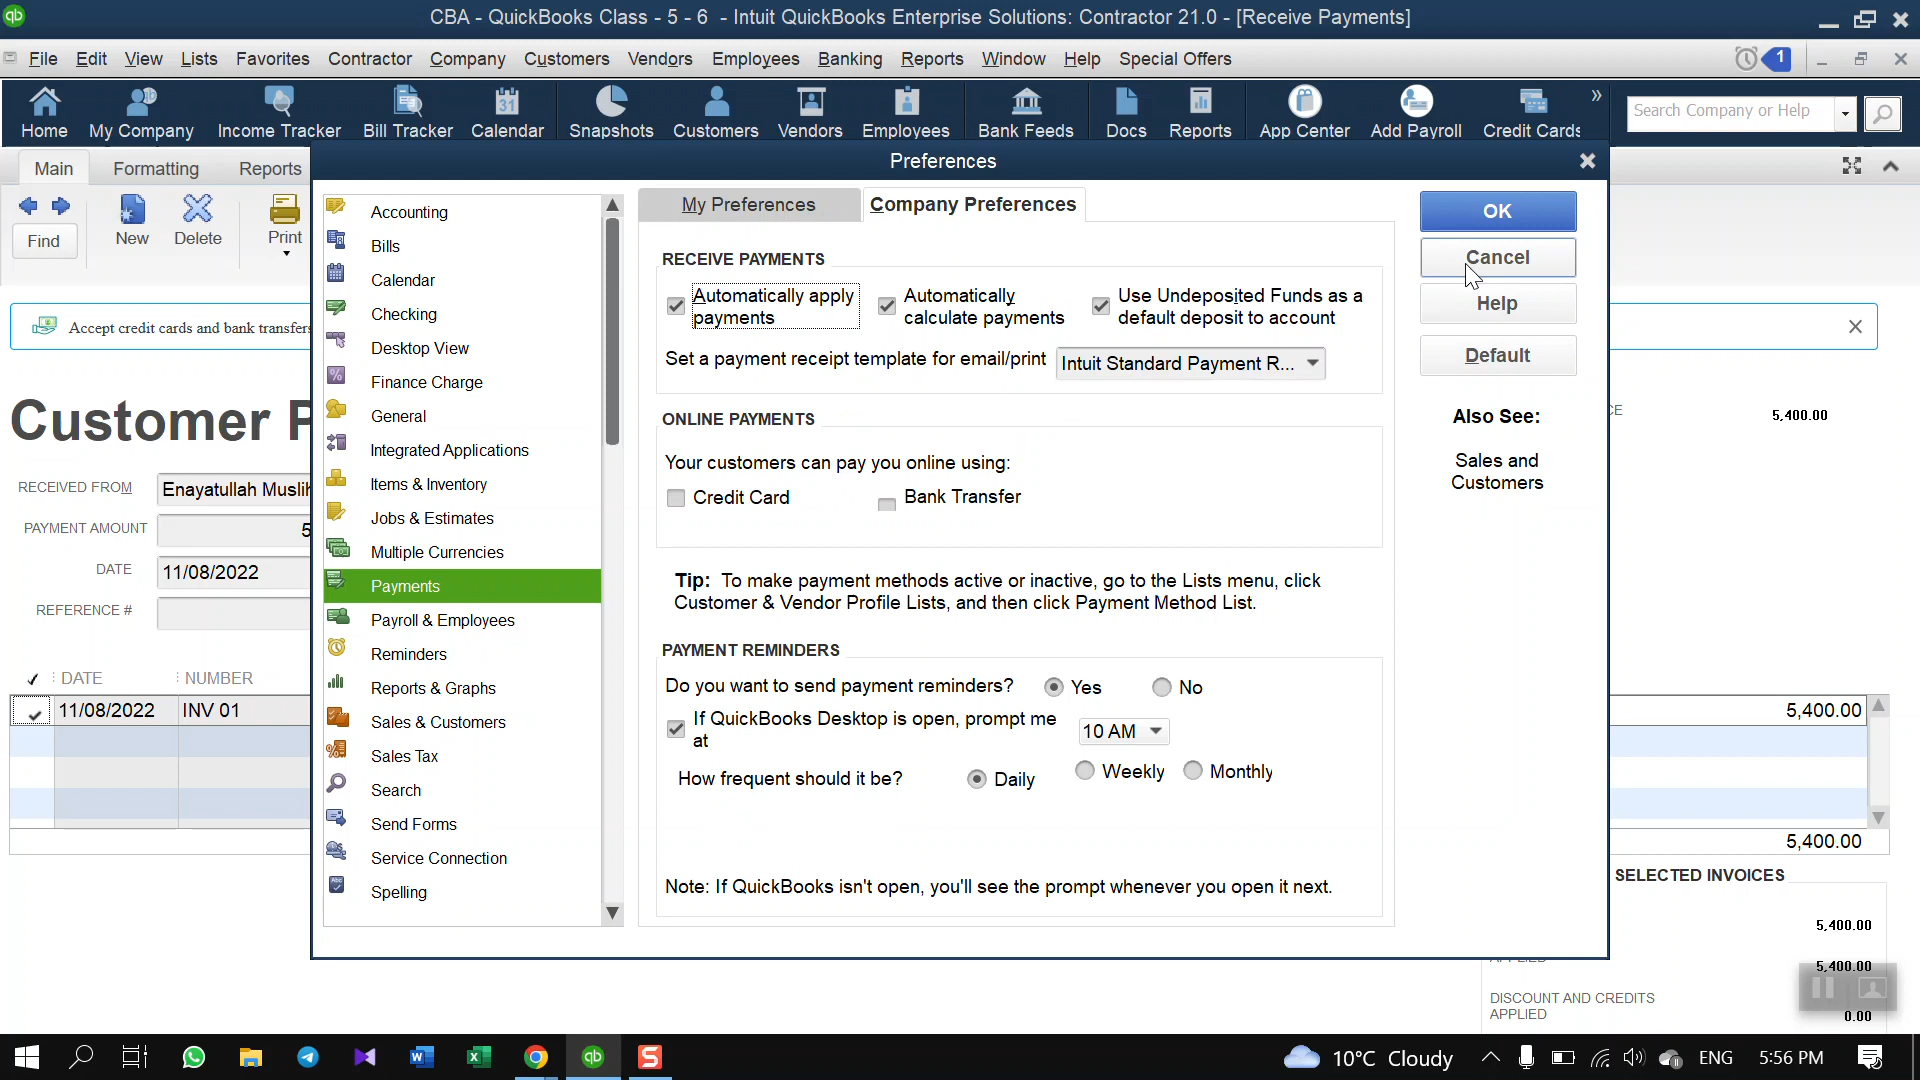 CBA - QuickBooks Class - 5 - 6 - Intuit QuickBooks Enterprise Solutions: Contractor 21.0 - [Receive Payments]
File Edit View Lists Favorites Contractor Company Customers Vendors Employees Banking Reports Window Help Special Offers
1
Home My Company Income Tracker Bill Tracker Calendar Snapshots Customers Vendors Employees Bank Feeds Docs Reports App Center Add Payroll Credit Cards
Search Company or Help
Main Formatting Reports
Find New Delete Print
Accept credit cards and bank transfers
Customer P
RECEIVED FROM Enayatullah Muslih
PAYMENT AMOUNT 5
DATE 11/08/2022
REFERENCE #
DATE NUMBER
11/08/2022 INV 01
Preferences
Accounting
Bills
Calendar
Checking
Desktop View
Finance Charge
General
Integrated Applications
Items & Inventory
Jobs & Estimates
Multiple Currencies
Payments
Payroll & Employees
Reminders
Reports & Graphs
Sales & Customers
Sales Tax
Search
Send Forms
Service Connection
Spelling
My Preferences Company Preferences
RECEIVE PAYMENTS
Automatically apply payments
Automatically calculate payments
Use Undeposited Funds as a default deposit to account
Set a payment receipt template for email/print Intuit Standard Payment R...
ONLINE PAYMENTS
Your customers can pay you online using:
Credit Card Bank Transfer
Tip: To make payment methods active or inactive, go to the Lists menu, click
Customer & Vendor Profile Lists, and then click Payment Method List.
PAYMENT REMINDERS
Do you want to send payment reminders? Yes No
If QuickBooks Desktop is open, prompt me at 10 AM
How frequent should it be? Daily Weekly Monthly
Note: If QuickBooks isn't open, you'll see the prompt whenever you open it next.
OK
Cancel
Help
Default
Also See:
Sales and
Customers
CE 5,400.00
5,400.00
5,400.00
SELECTED INVOICES
5,400.00
5,400.00
DISCOUNT AND CREDITS
APPLIED
0.00
10°C Cloudy ENG 5:56 PM